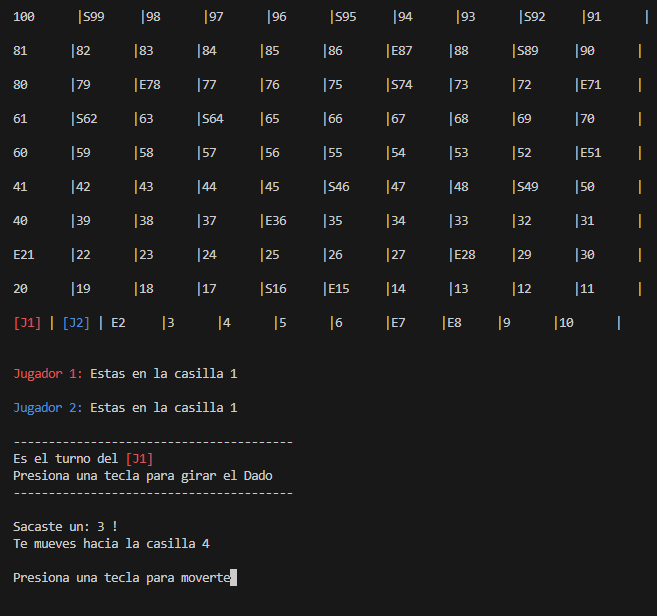 100 |S99 |98 |97 |96 |S95 |94 |93 |S92 |91 |
81 |82 |83 |84 |85 |86 |E87 |88 |S89 |90 |
80 |79 |E78 |77 |76 |75 |S74 |73 |72 |E71 |
61 |S62 |63 |S64 |65 |66 |67 |68 |69 |70 |
60 |59 |58 |57 |56 |55 |54 |53 |52 |E51 |
41 |42 |43 |44 |45 |S46 |47 |48 |S49 |50 |
40 |39 |38 |37 |E36 |35 |34 |33 |32 |31 |
E21 |22 |23 |24 |25 |26 |27 |E28 |29 |30 |
20 |19 |18 |17 |S16 |E15 |14 |13 |12 |11 |
[J1] | [J2] | E2 |3 |4 |5 |6 |E7 |E8 |9 |10 |
Jugador 1: Estas en la casilla 1
Jugador 2: Estas en la casilla 1
----------------------------------------
Es el turno del [J1]
Presiona una tecla para girar el Dado
----------------------------------------
Sacaste un: 3 !
Te mueves hacia la casilla 4
Presiona una tecla para moverte